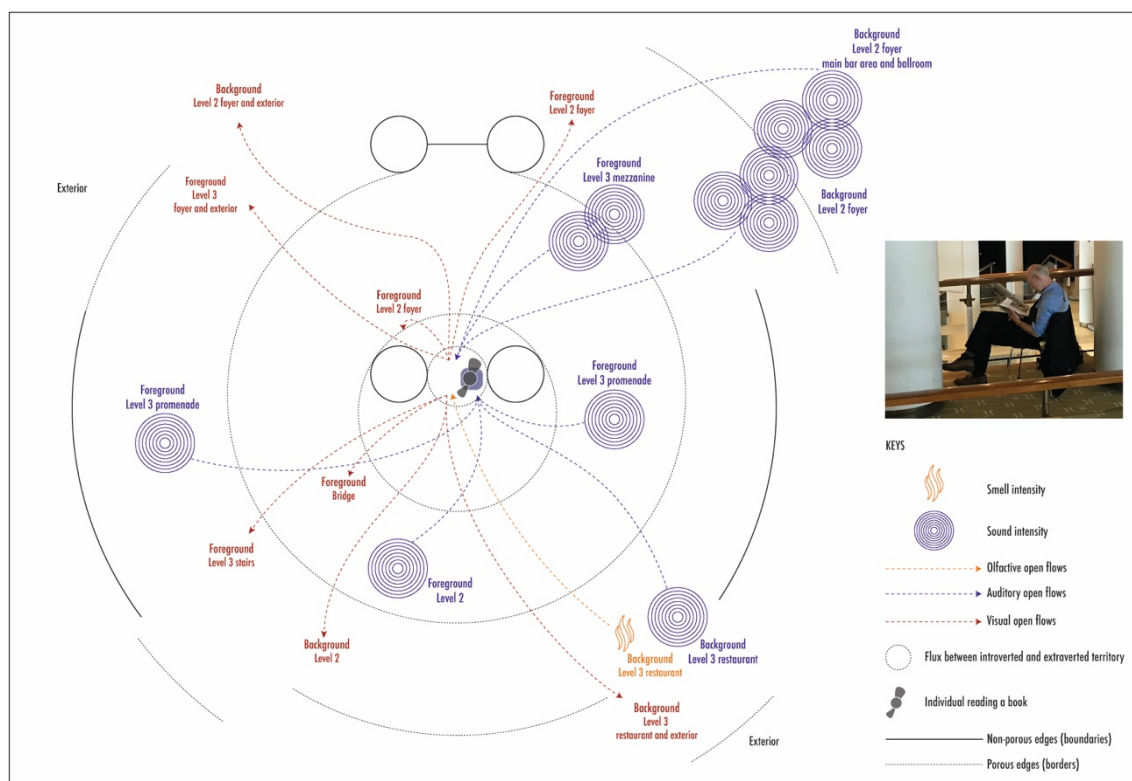 Background
Level 2 foyer
main bar area and ballroom
Background
Level 2 foyer and exterior
Foreground
Level 2 foyer
Foreground
Level 3 mezzanine
Exterior
Foreground
Level 3
foyer and exterior
Background
Level 2 foyer
Foreground
Level 2 foyer
Foreground
Level 3 promenade
Foreground
Level 3 promenade
Foreground
Bridge
Foreground
Level 3 stairs
Foreground
Level 2
Background
Level 2
Background
Level 3 restaurant
Background
Level 3 restaurant
Background
Level 3
restaurant and exterior
Exterior
KEYS
Smell intensity
Sound intensity
Olfactive open flows
Auditory open flows
Visual open flows
Flux between introverted and extraverted territory
Individual reading a book
Non-porous edges (boundaries)
Porous edges (borders)